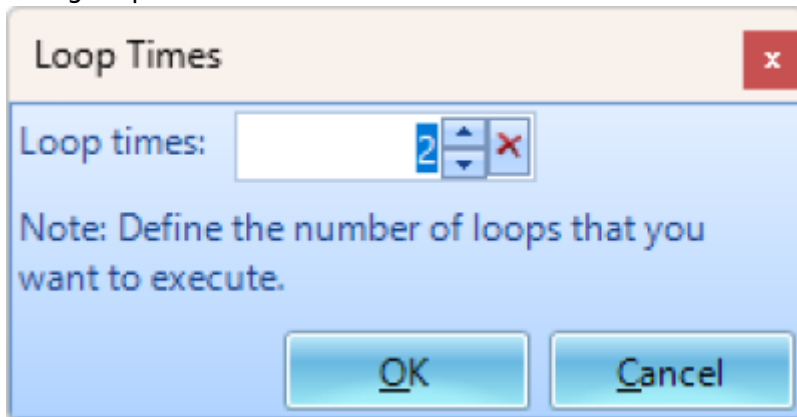 Loop Times
x
Loop times: 2
Note: Define the number of loops that you
want to execute.
OK Cancel